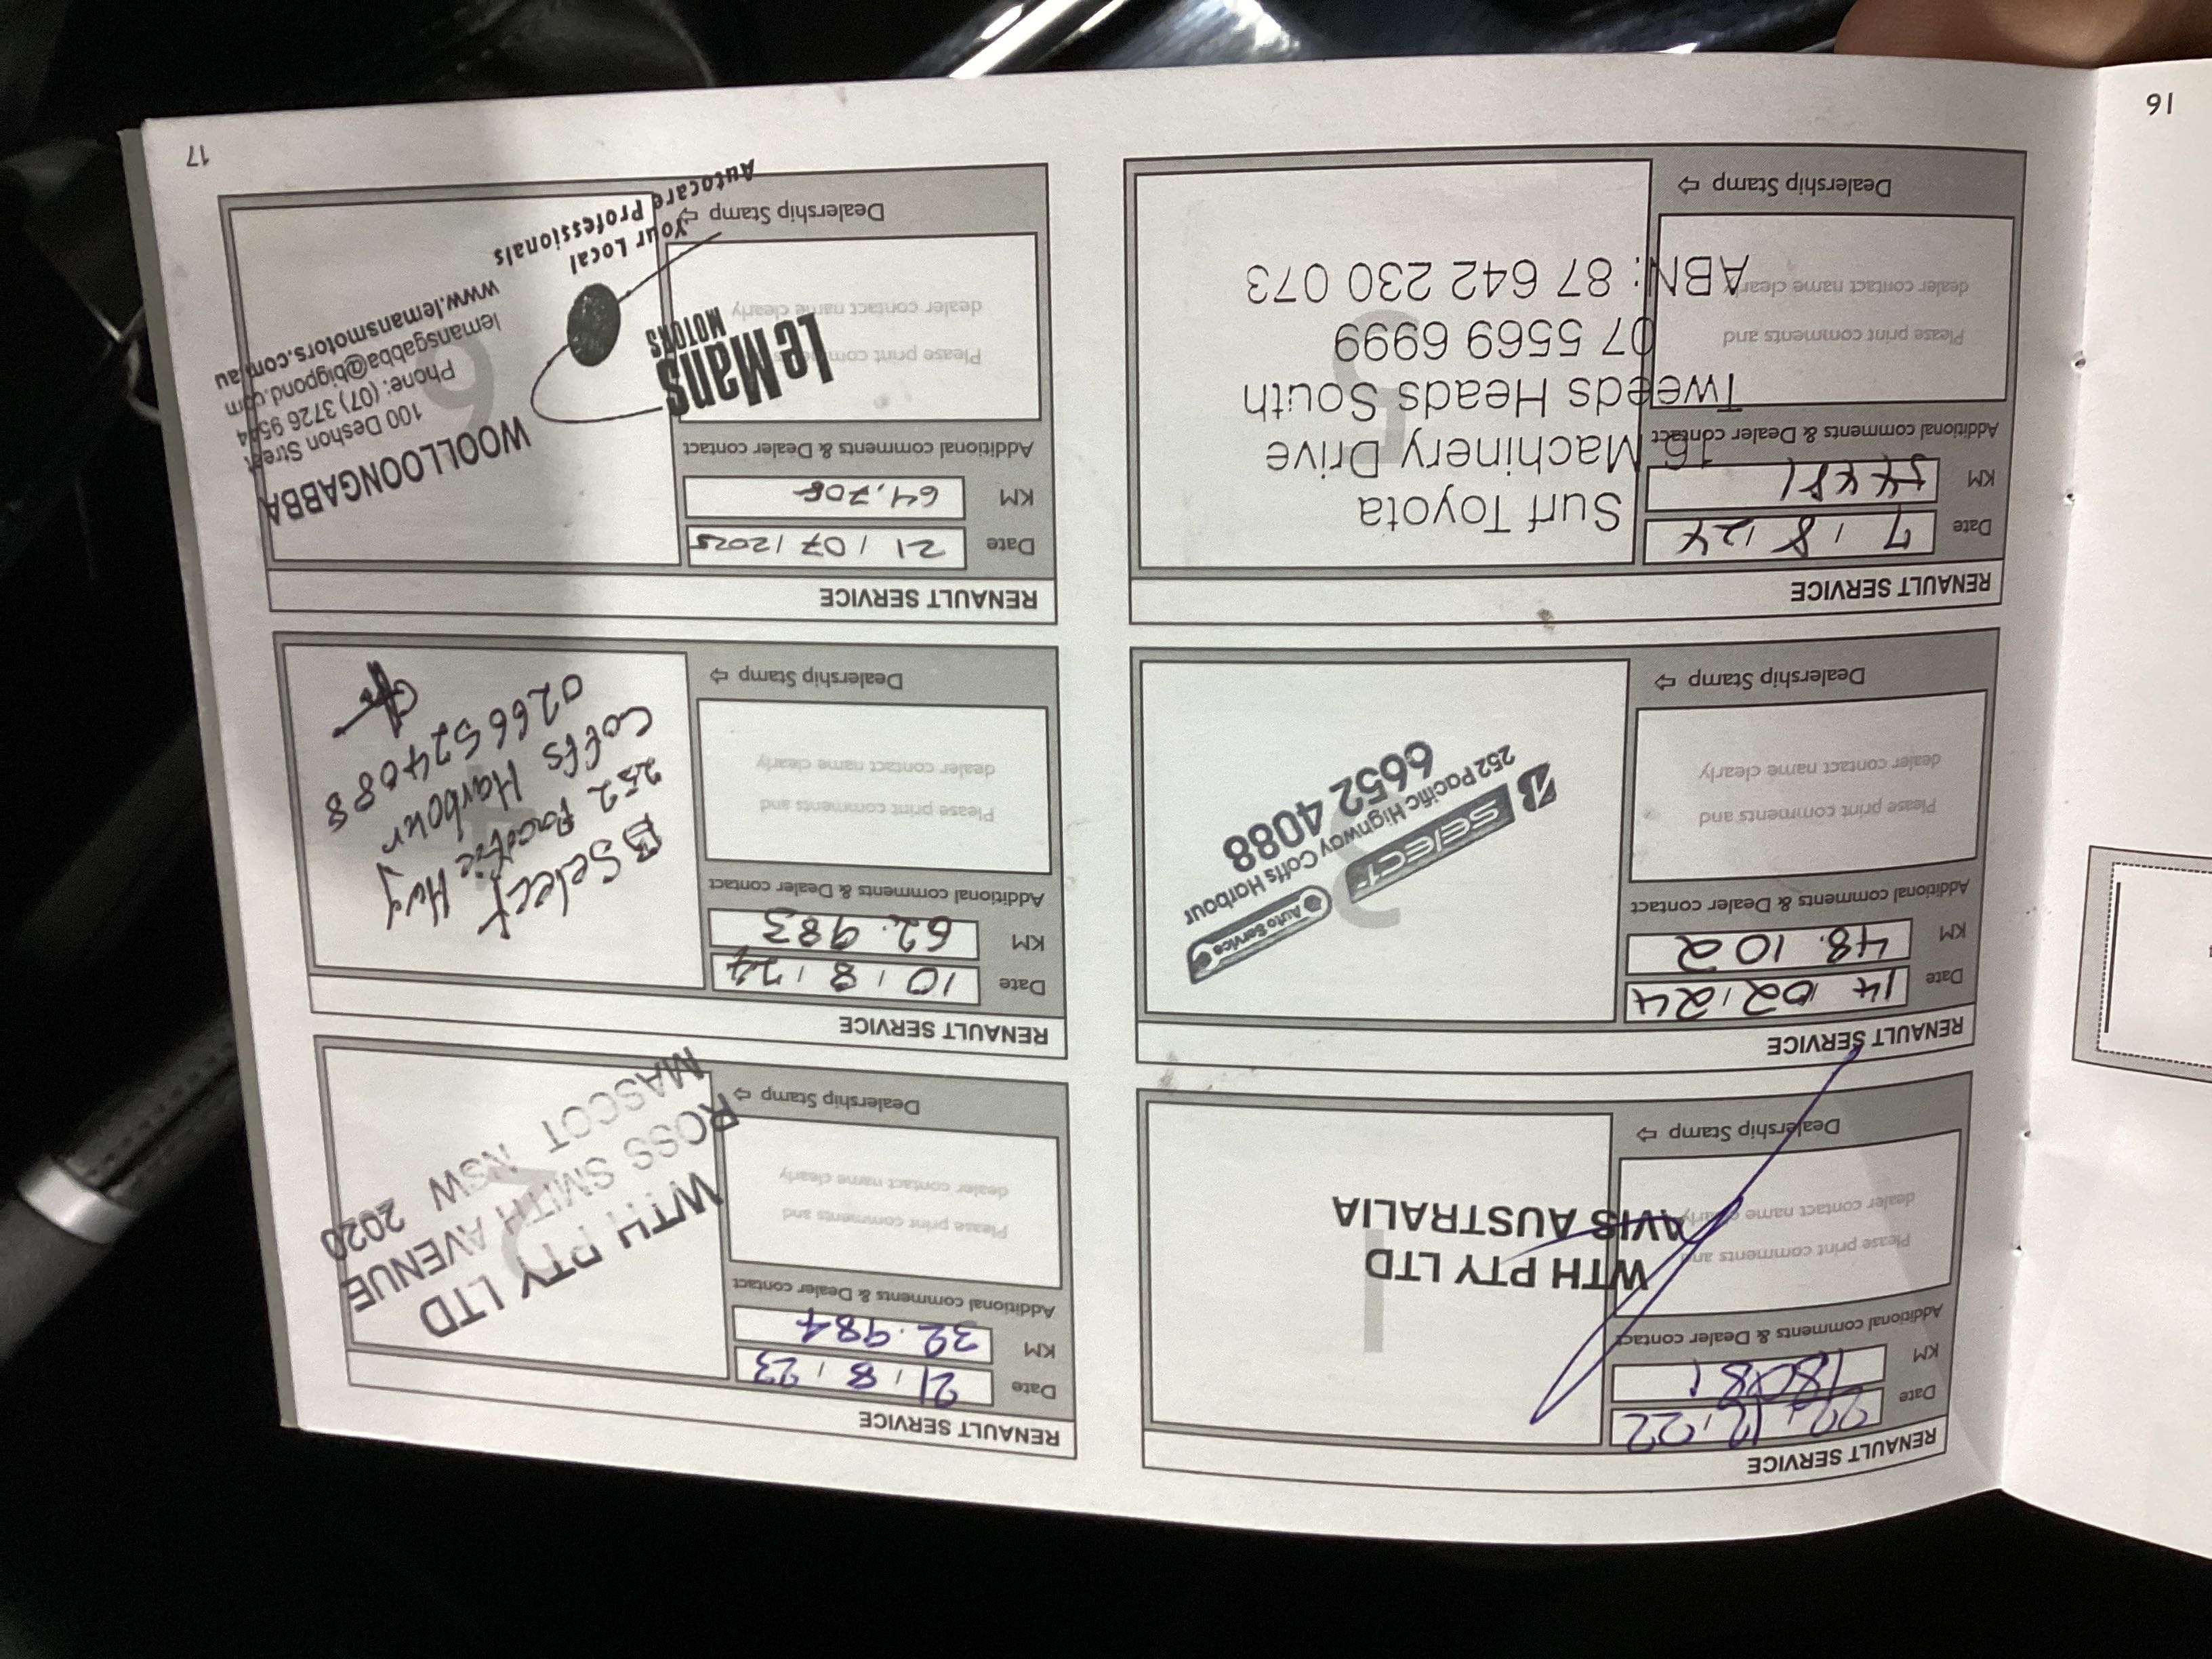 RENAULT SERVICE
Date
KM
Additional comments & Dealer contact
Please print comments and
dealer contact name clearly
Dealership Stamp ⇨
1
WTH PTY LTD
AVIS AUSTRALIA
RENAULT SERVICE
Date 21 / 8 / 23
KM 32.984
Additional comments & Dealer contact
Please print comments and
dealer contact name clearly
Dealership Stamp ⇨
2
WTH PTY LTD
ROSS SMITH AVENUE
MASCOT NSW 2020
RENAULT SERVICE
Date 14 / 02 / 24
KM 48.102
Additional comments & Dealer contact
Please print comments and
dealer contact name clearly
Dealership Stamp ⇨
3
B SELECT Auto Service
252 Pacific Highway Coffs Harbour
6652 4088
RENAULT SERVICE
Date 10 / 8 / 24
KM 62.983
Additional comments & Dealer contact
Please print comments and
dealer contact name clearly
Dealership Stamp ⇨
4
B Select
252 Pacific Hwy
Coffs Harbour
0266524088
RENAULT SERVICE
Date 7 / 8 / 24
KM
Additional comments & Dealer contact
Please print comments and
dealer contact name clearly
Dealership Stamp ⇨
5
Surf Toyota
16 Machinery Drive
Tweeds Heads South
07 5569 6999
ABN: 87 642 230 073
RENAULT SERVICE
Date 21 / 07 / 2025
KM 64,708
Additional comments & Dealer contact
Please print comments and
dealer contact name clearly
Dealership Stamp ⇨
6
LeMans
MOTORS
Your Local
Autocare Professionals
WOOLLOONGABBA
100 Deshon Street
Phone: (07) 3726 9544
lemansgabba@bigpond.com
www.lemansmotors.com.au
16
17